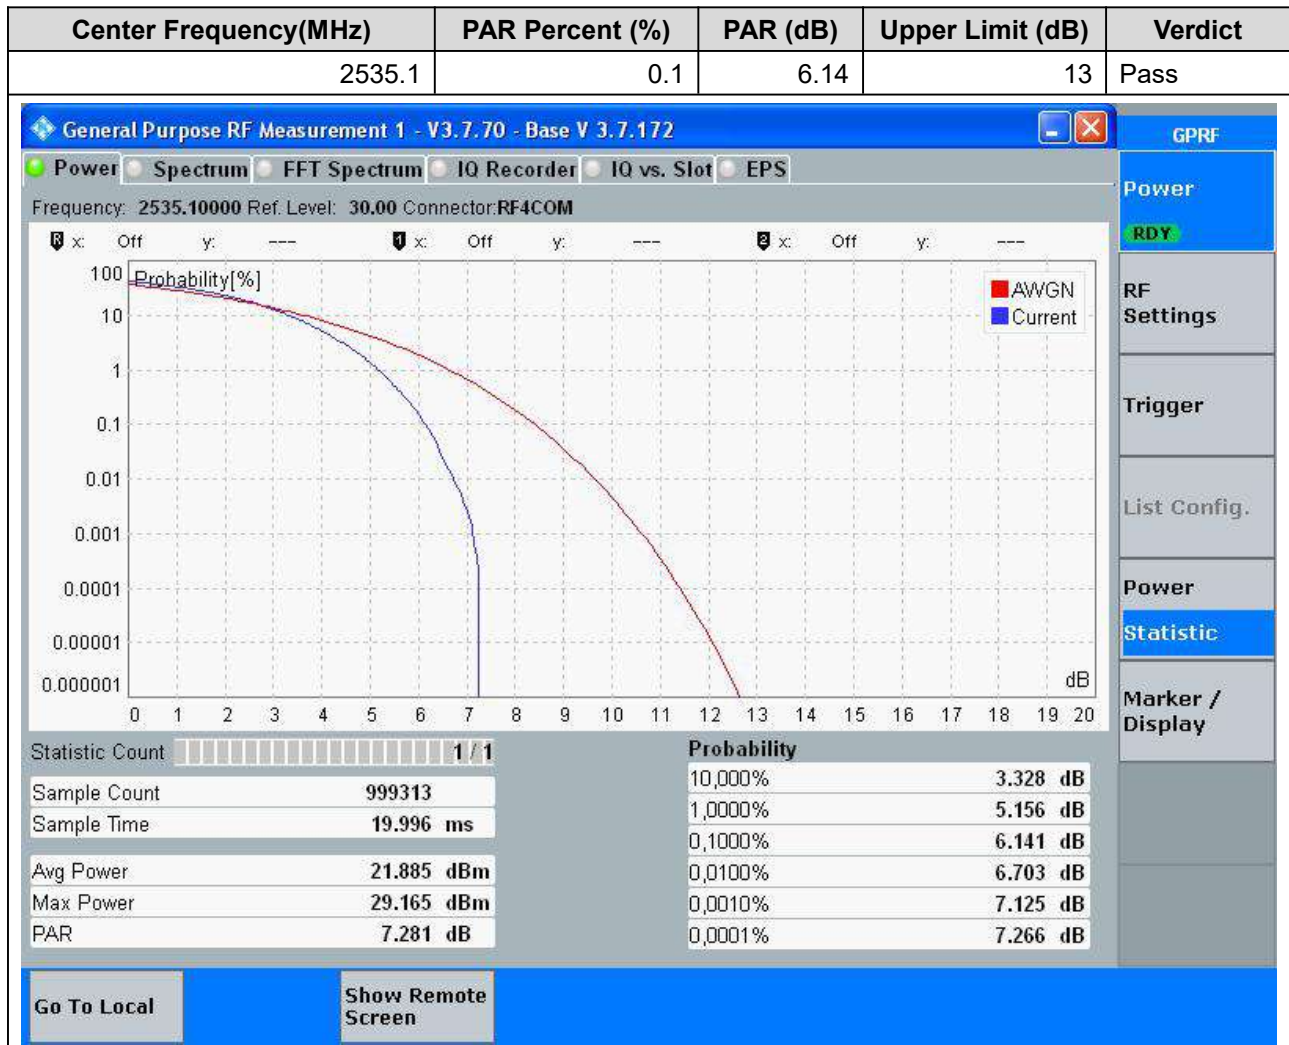 Center Frequency(MHz) PAR Percent (%) PAR (dB) Upper Limit (dB) Verdict
2535.1 0.1 6.14 13 Pass
General Purpose RF Measurement 1 - V3.7.70 - Base V 3.7.172
GPRF
Power Spectrum FFT Spectrum IQ Recorder IQ vs. Slot EPS
Power
RDY
Frequency: 2535.10000 Ref. Level: 30.00 Connector:RF4COM
R x: Off y: --- 1 x: Off y: --- 2 x: Off y: ---
Probability[%]
AWGN
Current
100
10
1
0.1
0.01
0.001
0.0001
0.00001
0.000001
dB
0 1 2 3 4 5 6 7 8 9 10 11 12 13 14 15 16 17 18 19 20
RF
Settings
Trigger
List Config.
Power
Statistic
Marker /
Display
Statistic Count 1 / 1
Sample Count 999313
Sample Time 19.996 ms
Avg Power 21.885 dBm
Max Power 29.165 dBm
PAR 7.281 dB
Probability
10,000% 3.328 dB
1,0000% 5.156 dB
0,1000% 6.141 dB
0,0100% 6.703 dB
0,0010% 7.125 dB
0,0001% 7.266 dB
Go To Local
Show Remote
Screen